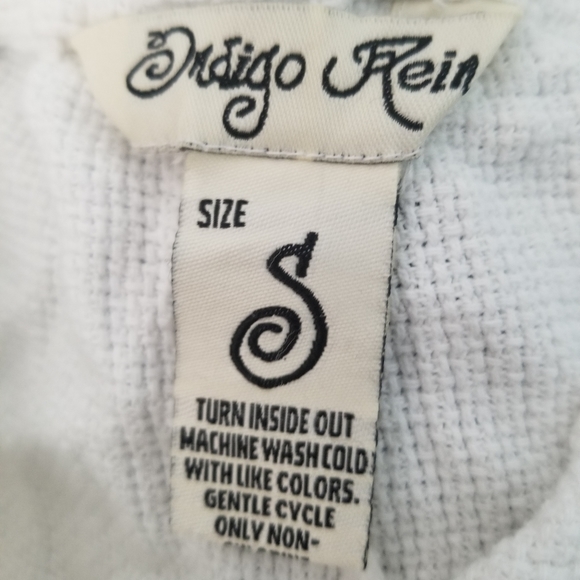 Indigo Rein
SIZE
S
TURN INSIDE OUT
MACHINE WASH COLD
WITH LIKE COLORS.
GENTLE CYCLE
ONLY NON-